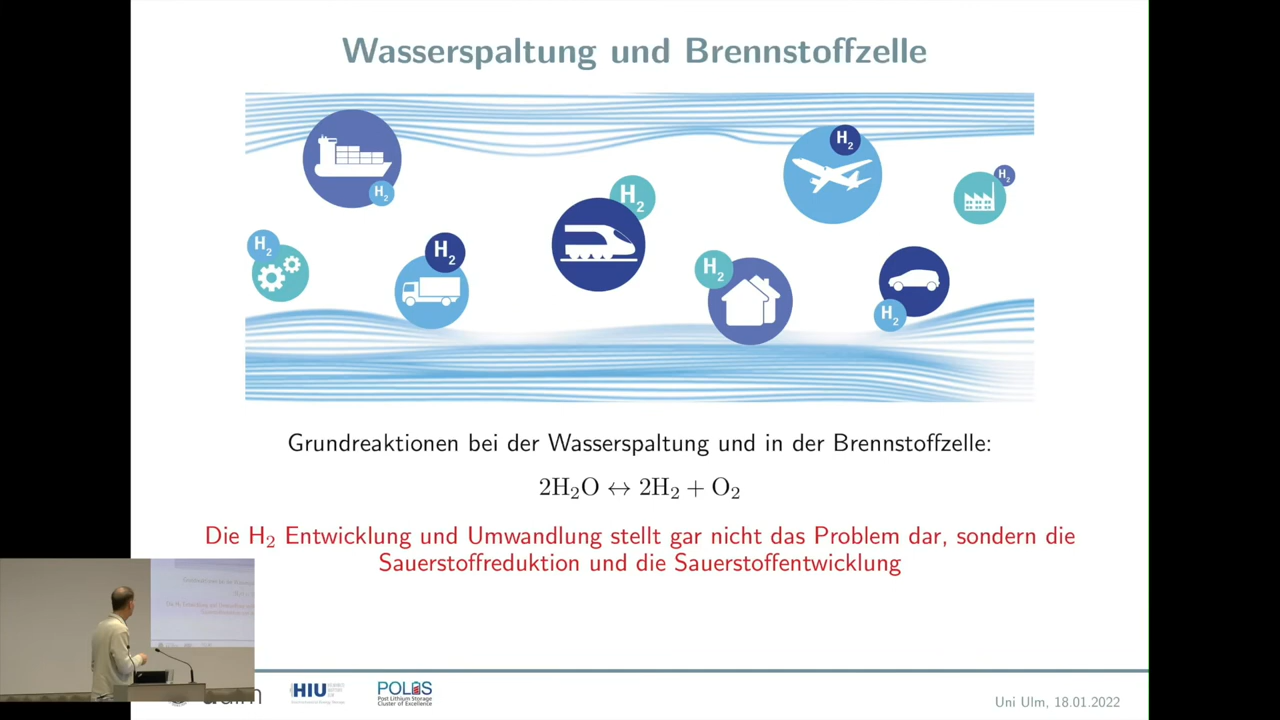 Wasserspaltung und Brennstoffzelle
H2
H2
H2
H2
H2
H2
H2
H2
Grundreaktionen bei der Wasserspaltung und in der Brennstoffzelle:
2H₂O ↔ 2H₂ + O₂
Die H₂ Entwicklung und Umwandlung stellt gar nicht das Problem dar, sondern die
Sauerstoffreduktion und die Sauerstoffentwicklung
HIU
POLiS
Post Lithium Storage
Cluster of Excellence
Uni Ulm, 18.01.2022